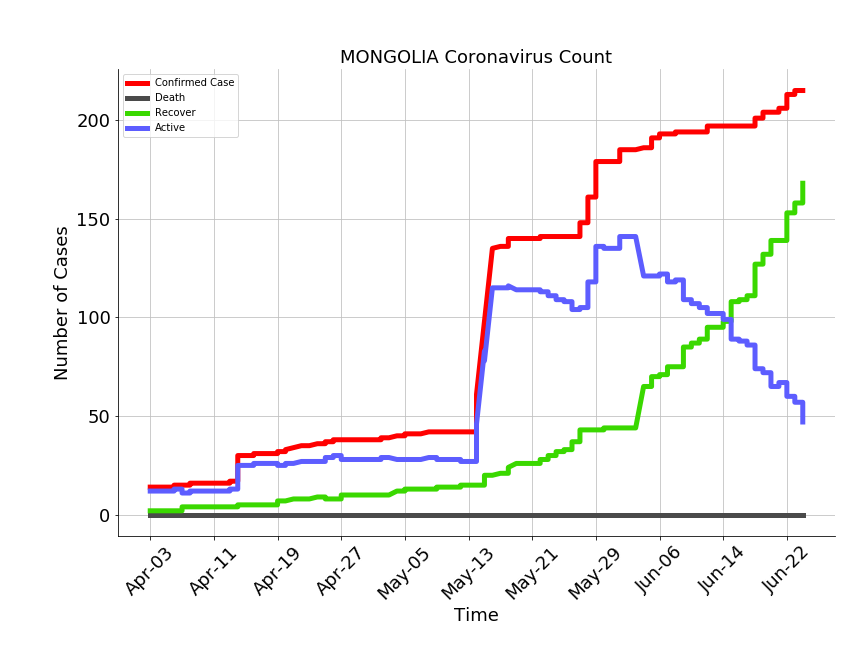 MONGOLIA Coronavirus Count
Confirmed Case
Death
Recover
Active
200
150
100
50
0
Number of Cases
Apr-03 Apr-11 Apr-19 Apr-27 May-05 May-13 May-21 May-29 Jun-06 Jun-14 Jun-22
Time